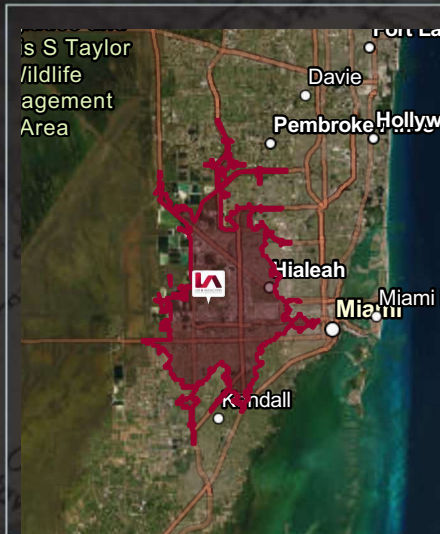 is S Taylor
Wildlife
agement
Area
Fort La
Davie
Pembroke
Hollyw
Hialeah
Miami
Miami
Kendall